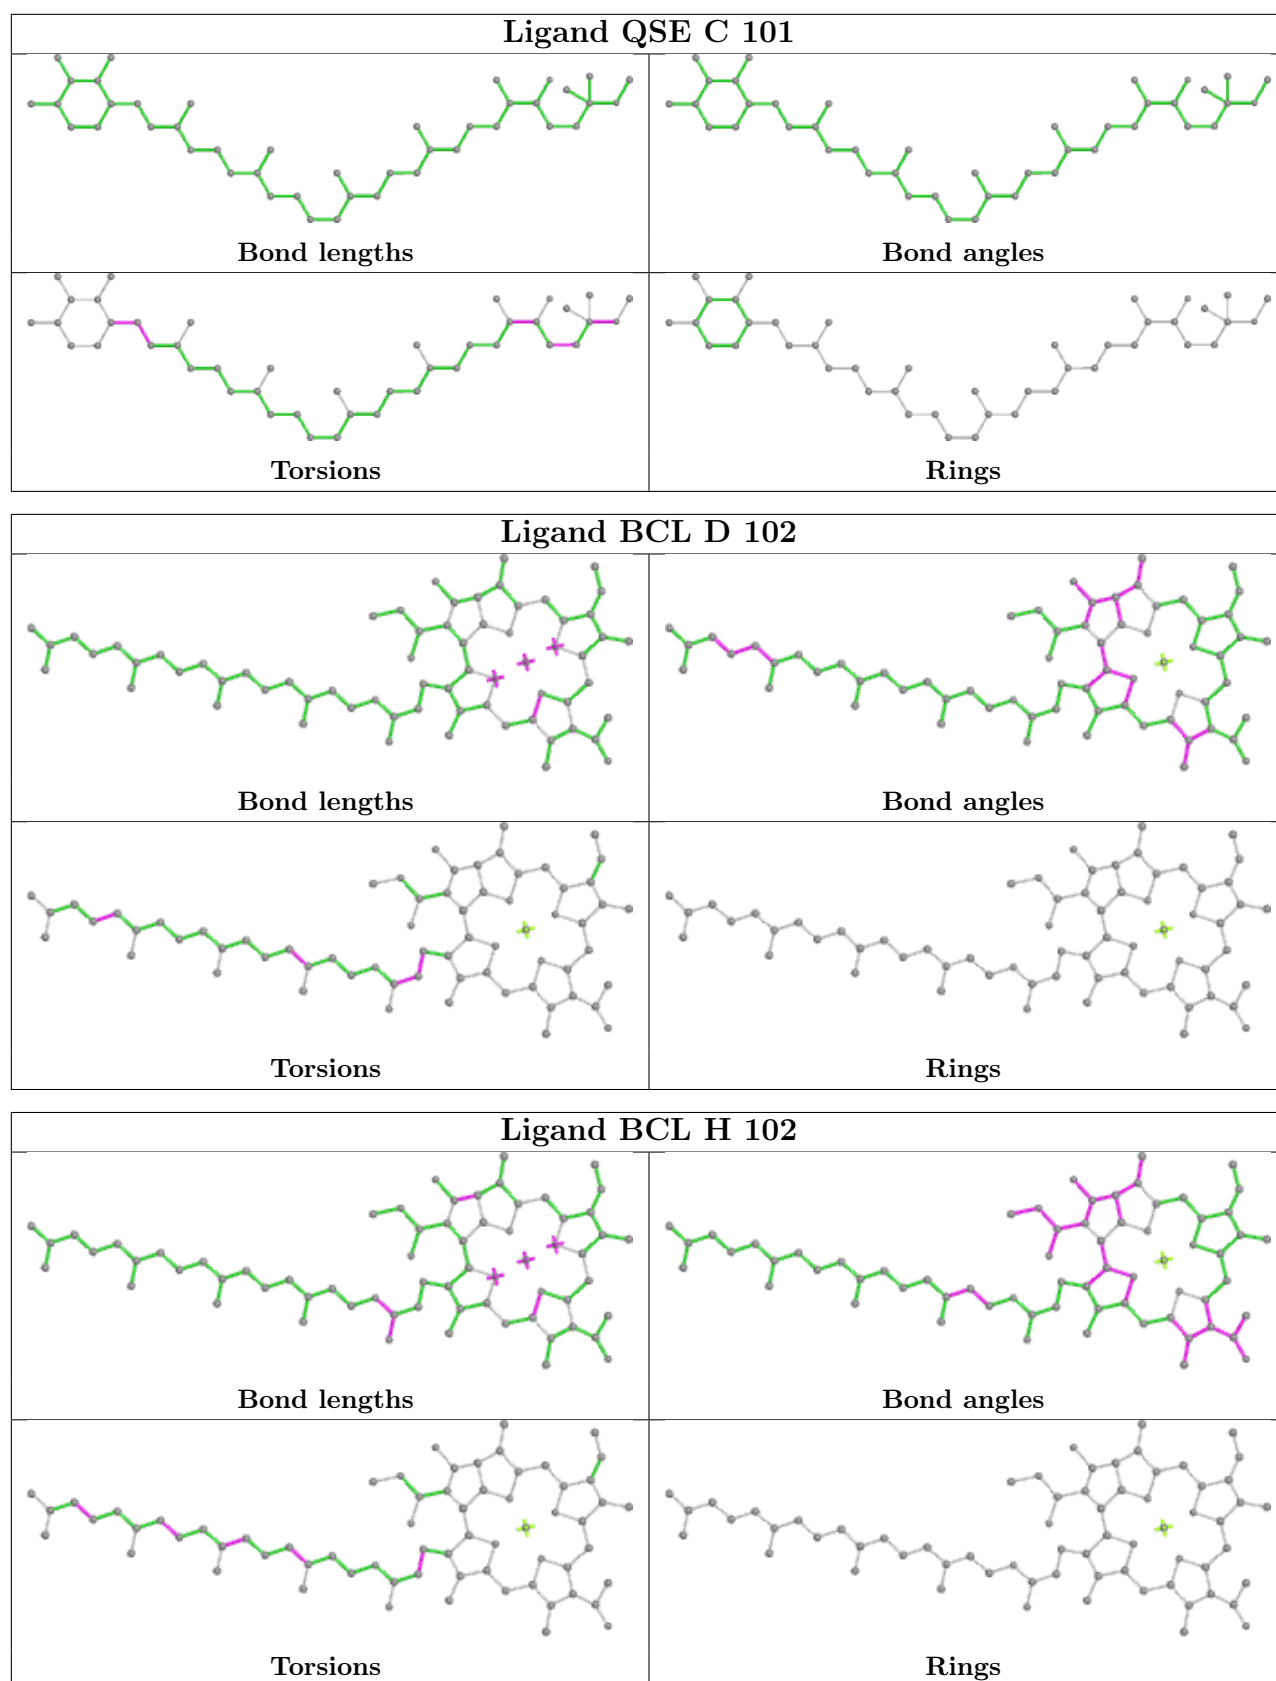 Ligand QSE C 101
Bond lengths
Bond angles
Torsions
Rings
Ligand BCL D 102
Bond lengths
Bond angles
Torsions
Rings
Ligand BCL H 102
Bond lengths
Bond angles
Torsions
Rings